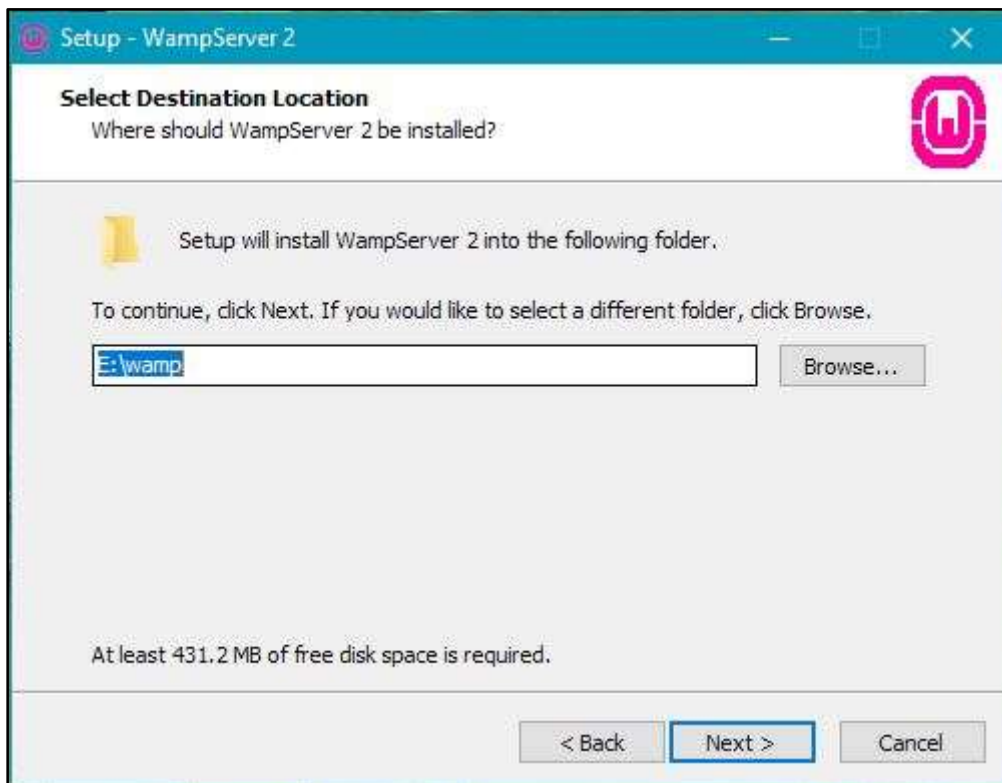 Setup - WampServer 2
Select Destination Location
Where should WampServer 2 be installed?
Setup will install WampServer 2 into the following folder.
To continue, click Next. If you would like to select a different folder, click Browse.
E:\wamp
Browse...
At least 431.2 MB of free disk space is required.
< Back
Next >
Cancel